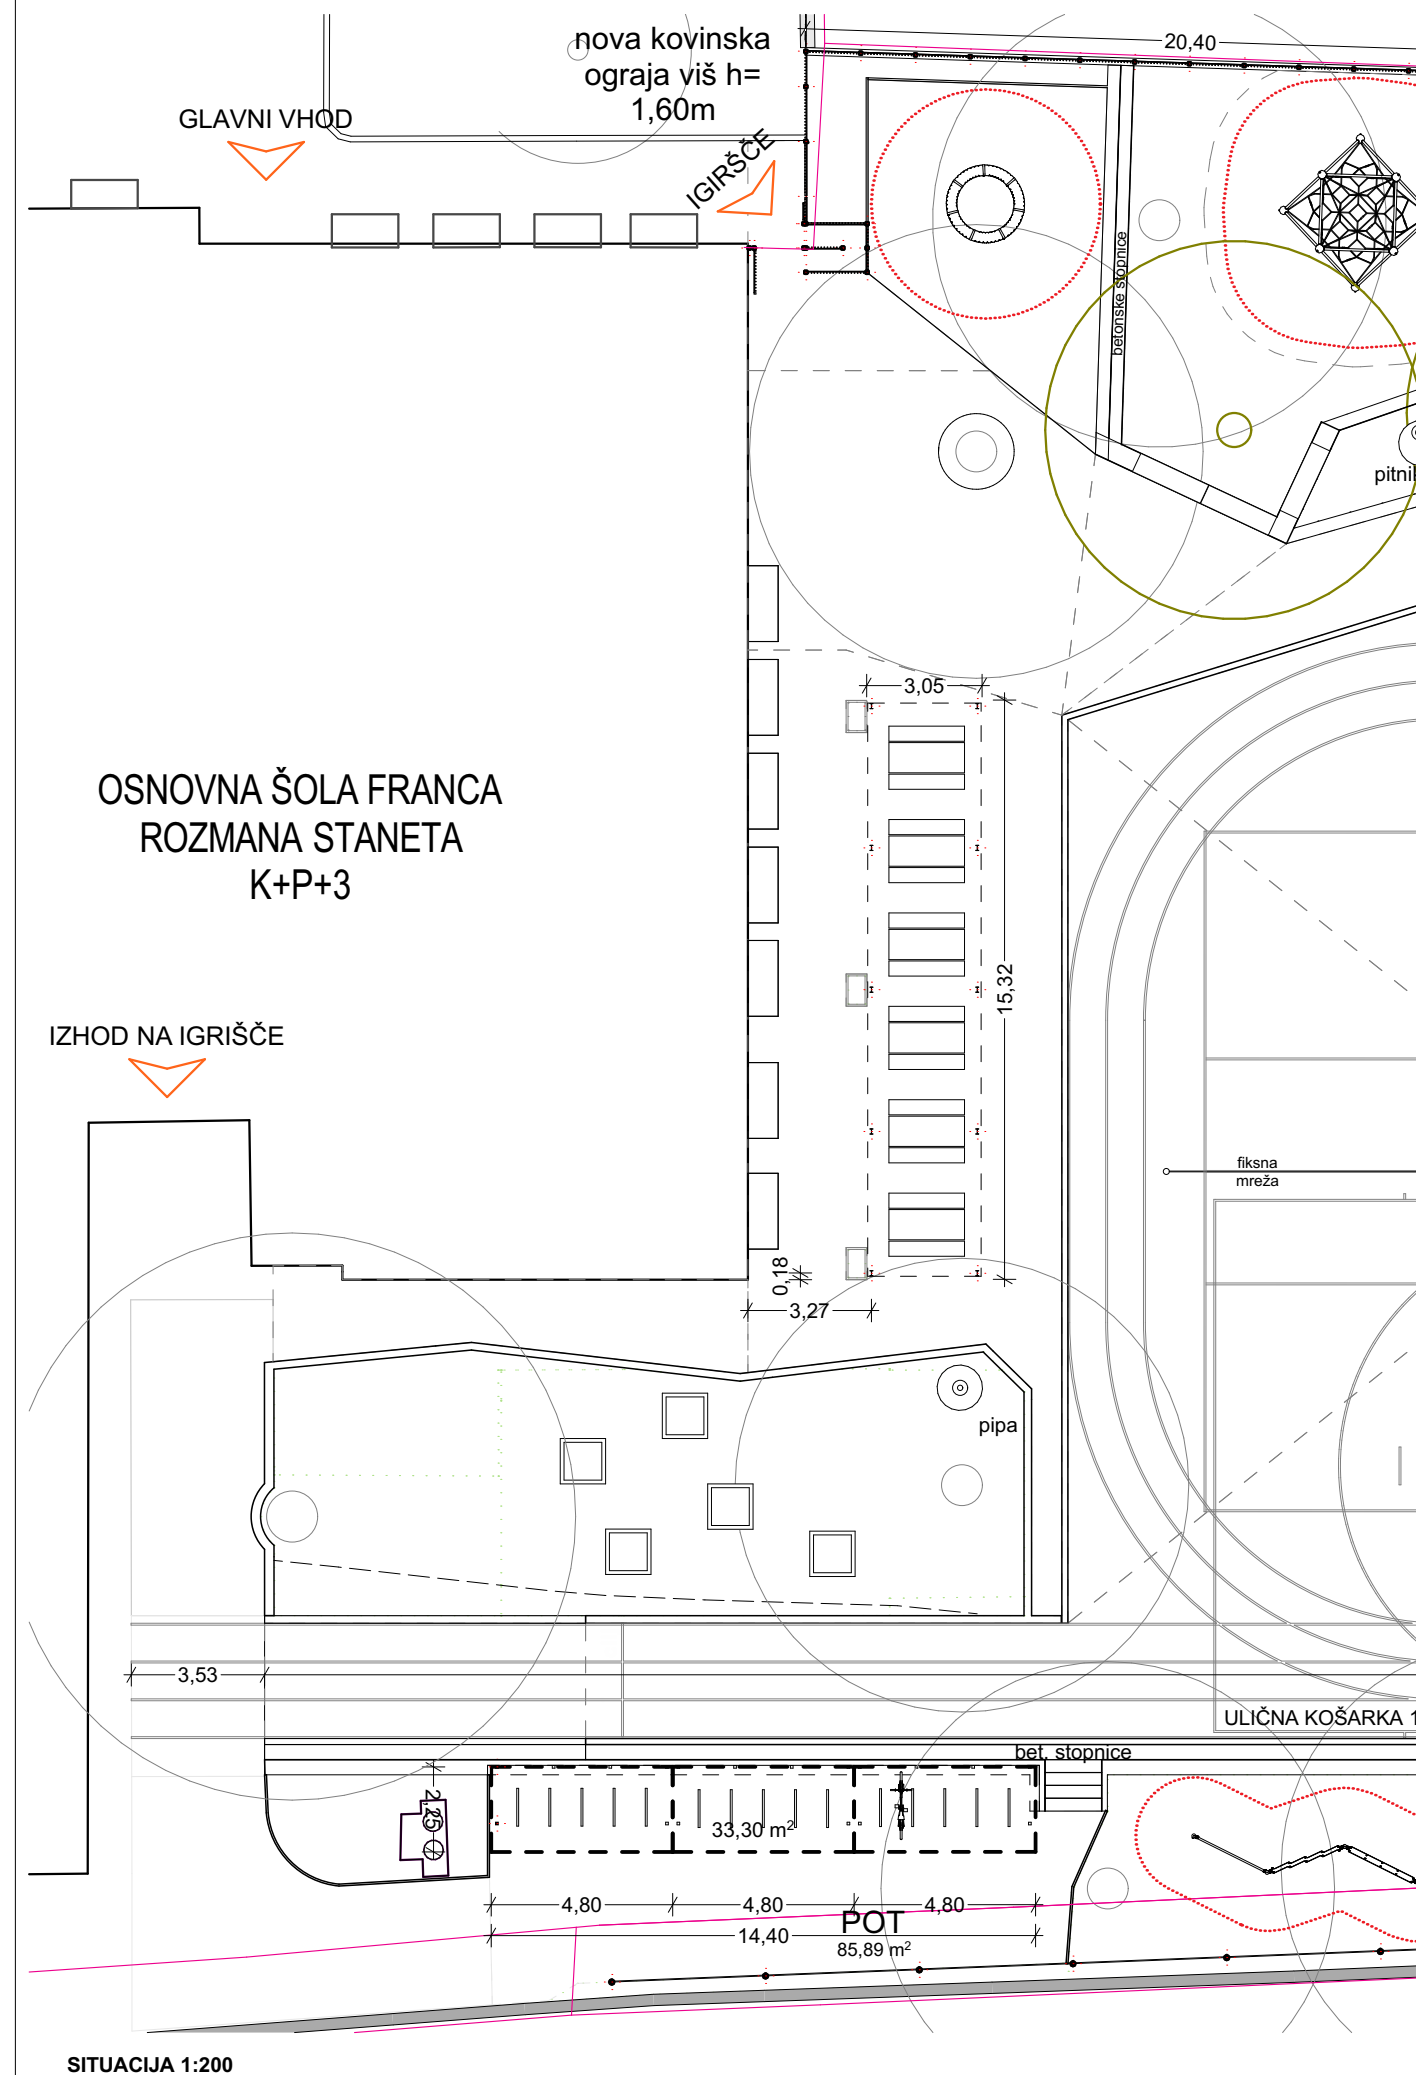 nova kovinska
ograja viš h=
1,60m
20,40
GLAVNI VHOD
IGIRŠČE
betonske stopnice
3,05
OSNOVNA ŠOLA FRANCA
ROZMANA STANETA
K+P+3
15,32
IZHOD NA IGRIŠČE
fiksna
mreža
0,18
3,27
pipa
3,53
ULIČNA KOŠARKA 1
bet. stopnice
33,30 m²
4,80
4,80
4,80
POT
14,40
85,89 m²
SITUACIJA 1:200